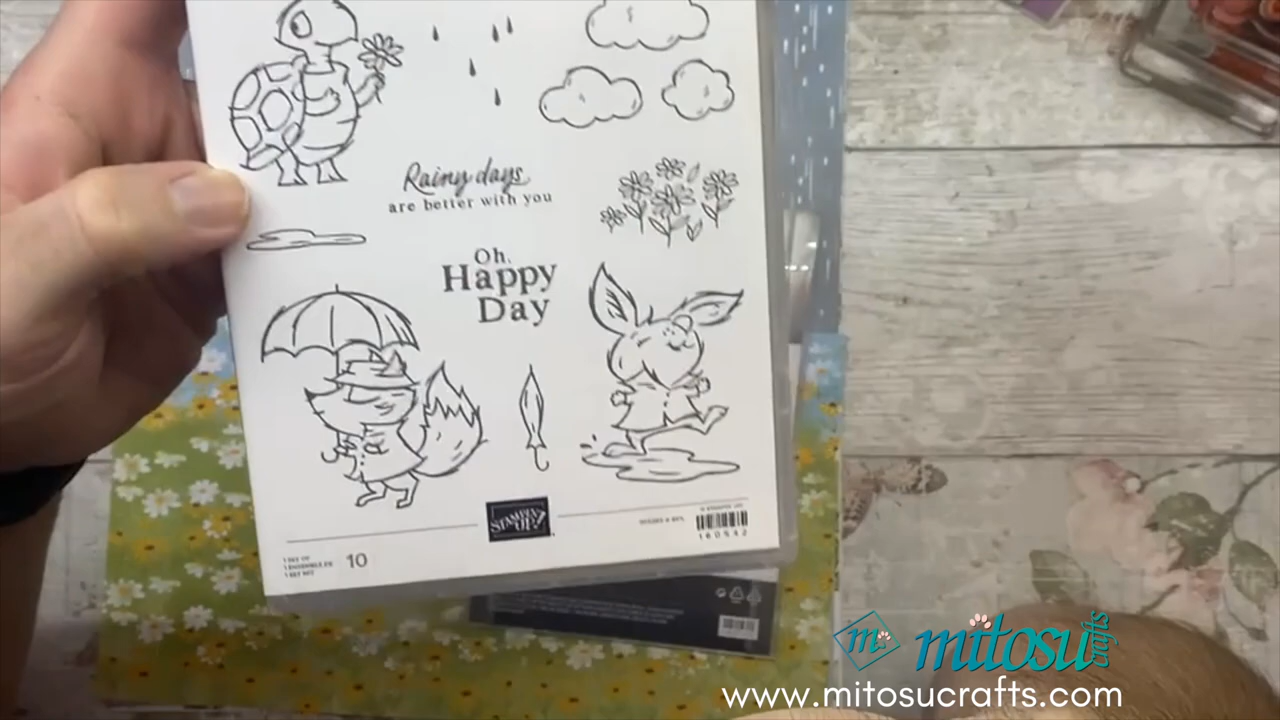 Rainy days
are better with you
Oh,
Happy
Day
STAMPIN' UP!
10
160542
m
mitosu crafts
www.mitosucrafts.com